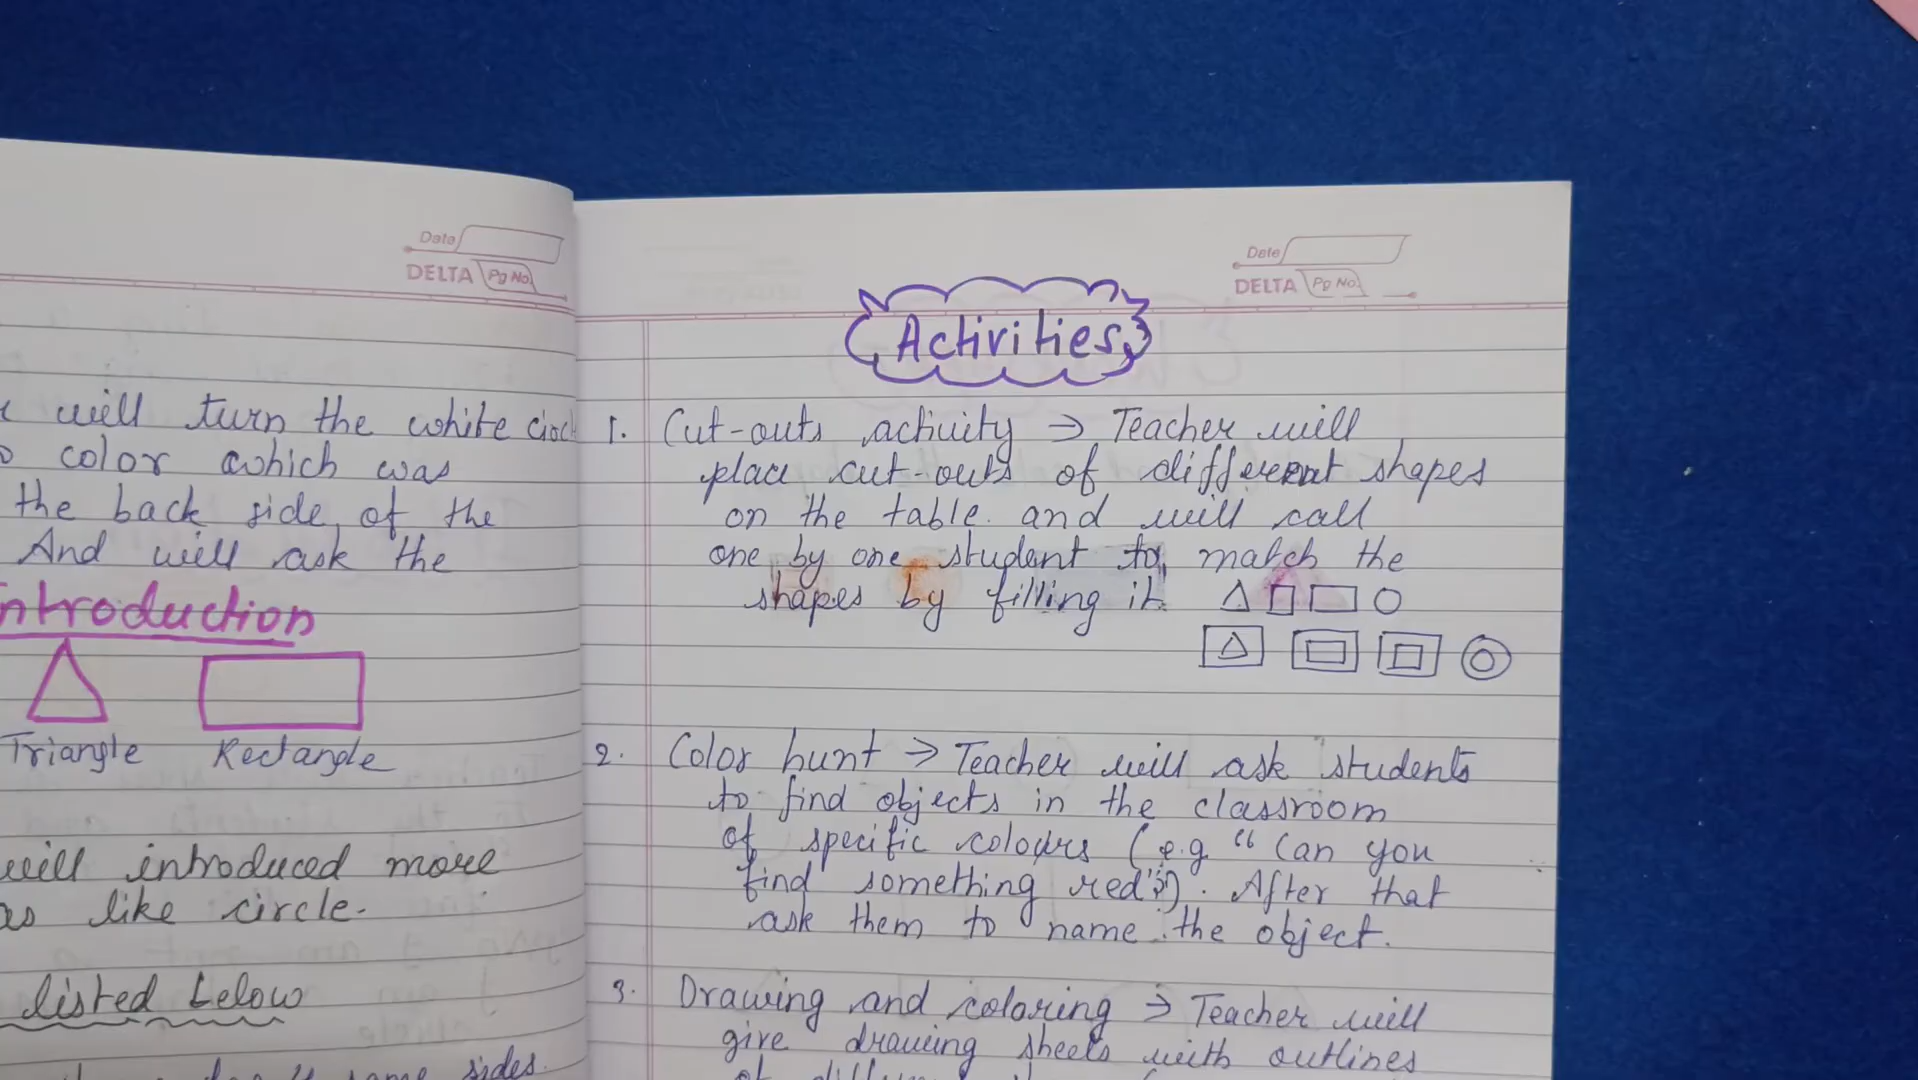 Date
DELTA Pg No.
will turn the white circ
color which was
the back side of the
And will ask the
ntroduction
Triangle Rectangle
will introduced more
as like circle.
listed below
same sides.
Date
DELTA Pg No.
Activities
1. Cut-outs activity → Teacher will
place cut-outs of different shapes
on the table. and will call
one by one student to match the
shapes by filling it.
2. Color hunt → Teacher will ask students
to find objects in the classroom
of specific colours (e.g "Can you
find something red"?). After that
ask them to name the object.
3. Drawing and coloring → Teacher will
give drawing sheets with outlines
of